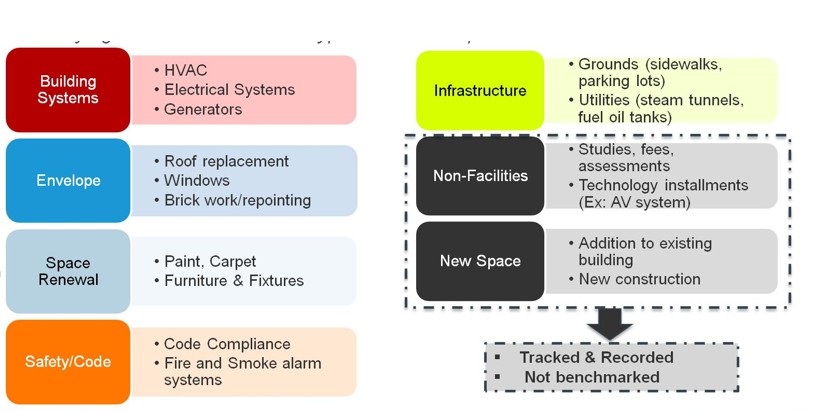 Building
Systems
• HVAC
• Electrical Systems
• Generators
Envelope
• Roof replacement
• Windows
• Brick work/repointing
Space
Renewal
• Paint, Carpet
• Furniture & Fixtures
Safety/Code
• Code Compliance
• Fire and Smoke alarm
systems
Infrastructure
• Grounds (sidewalks,
parking lots)
• Utilities (steam tunnels,
fuel oil tanks)
Non-Facilities
• Studies, fees,
assessments
• Technology installments
(Ex: AV system)
New Space
• Addition to existing
building
• New construction
▪ Tracked & Recorded
▪ Not benchmarked